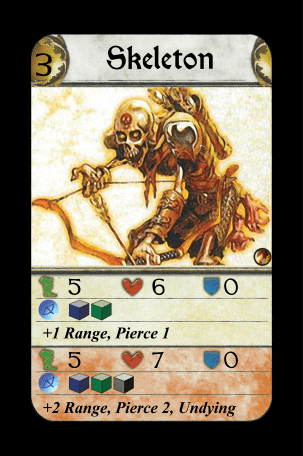 3
Skeleton
5 6 0
+1 Range, Pierce 1
5 7 0
+2 Range, Pierce 2, Undying